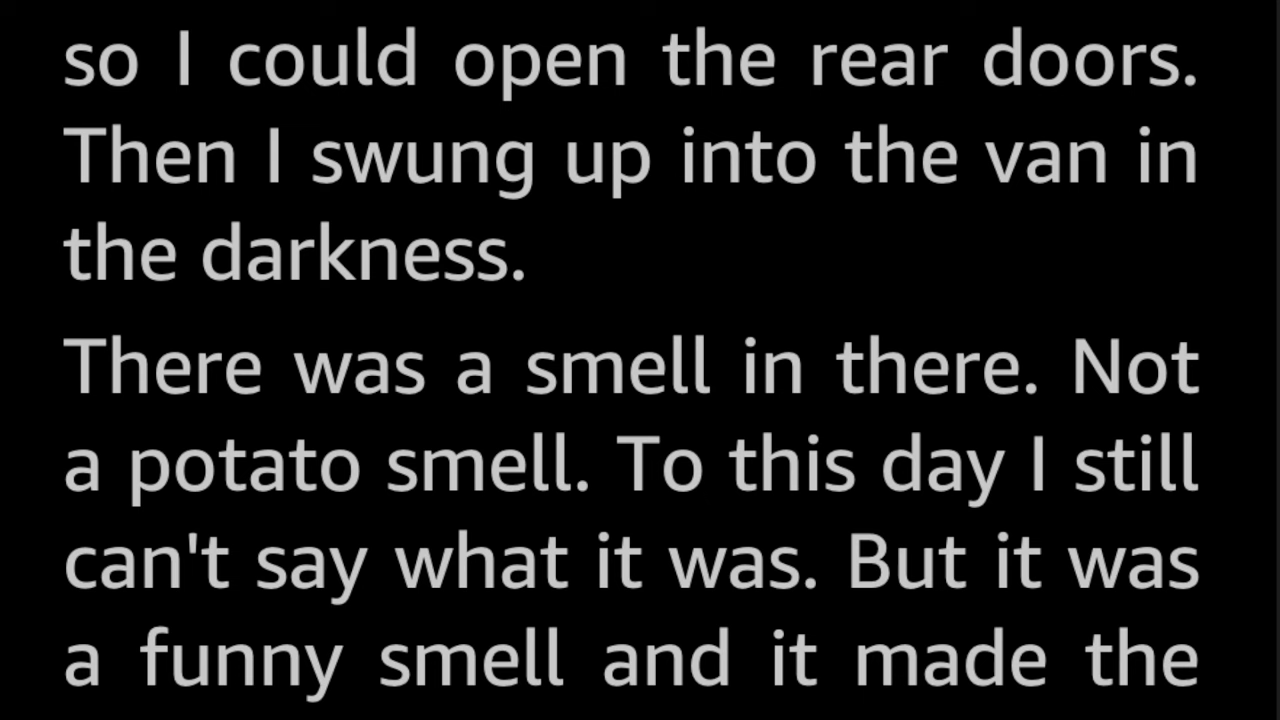 so I could open the rear doors.
Then I swung up into the van in
the darkness.
There was a smell in there. Not
a potato smell. To this day I still
can't say what it was. But it was
a funny smell and it made the